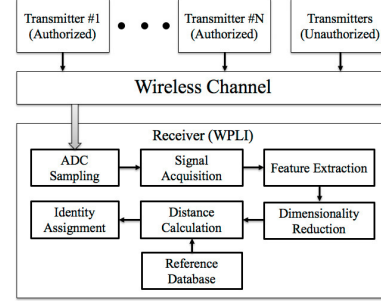 Transmitter #1
(Authorized)
Transmitter #N
(Authorized)
Transmitters
(Unauthorized)
Wireless Channel
Receiver (WPLI)
ADC
Sampling
Signal
Acquisition
Feature Extraction
Identity
Assignment
Distance
Calculation
Dimensionality
Reduction
Reference
Database